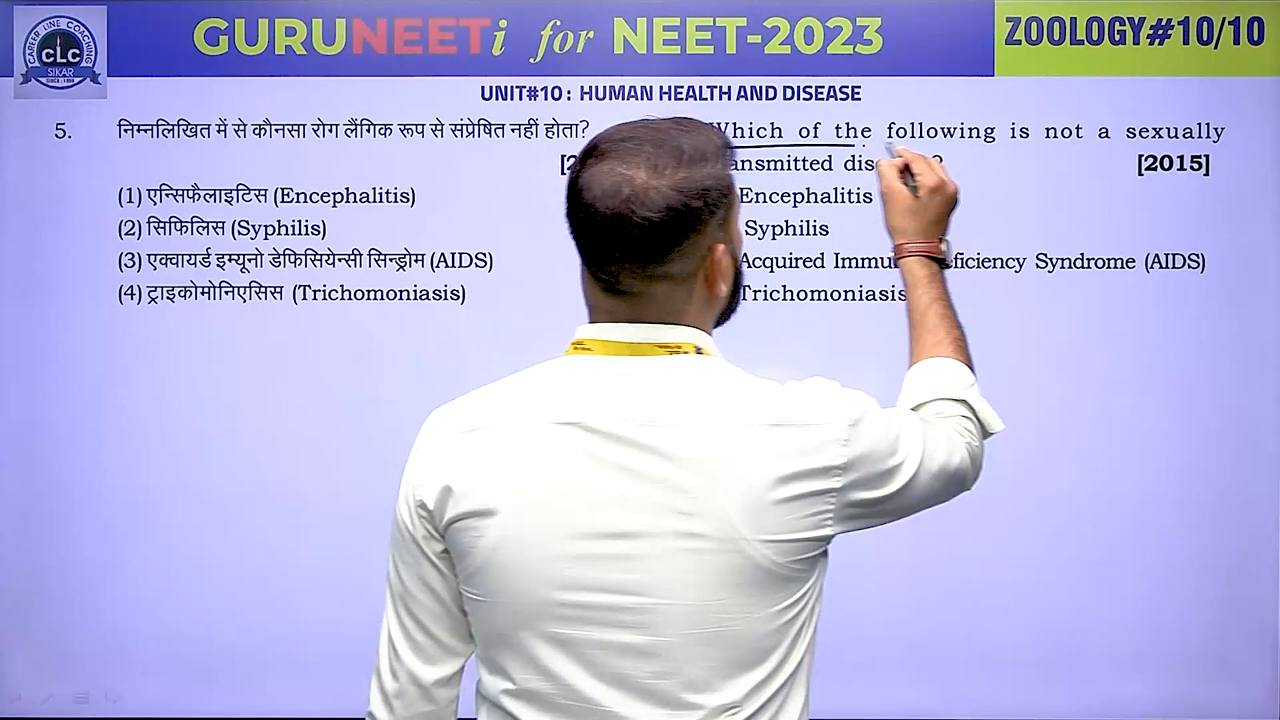 CAREER LINE COACHING
CLC
SIKAR
SINCE : 1996
GURUNEETi for NEET-2023
ZOOLOGY#10/10
UNIT#10 : HUMAN HEALTH AND DISEASE
5. निम्नलिखित में से कौनसा रोग लैंगिक रूप से संप्रेषित नहीं होता?
(1) एन्सिफैलाइटिस (Encephalitis)
(2) सिफिलिस (Syphilis)
(3) एक्वायर्ड इम्यूनो डेफिसियेन्सी सिन्ड्रोम (AIDS)
(4) ट्राइकोमोनिएसिस (Trichomoniasis)
Which of the following is not a sexually
[2015]
Encephalitis
Syphilis
Acquired Syndrome (AIDS)
Trichomoniasis